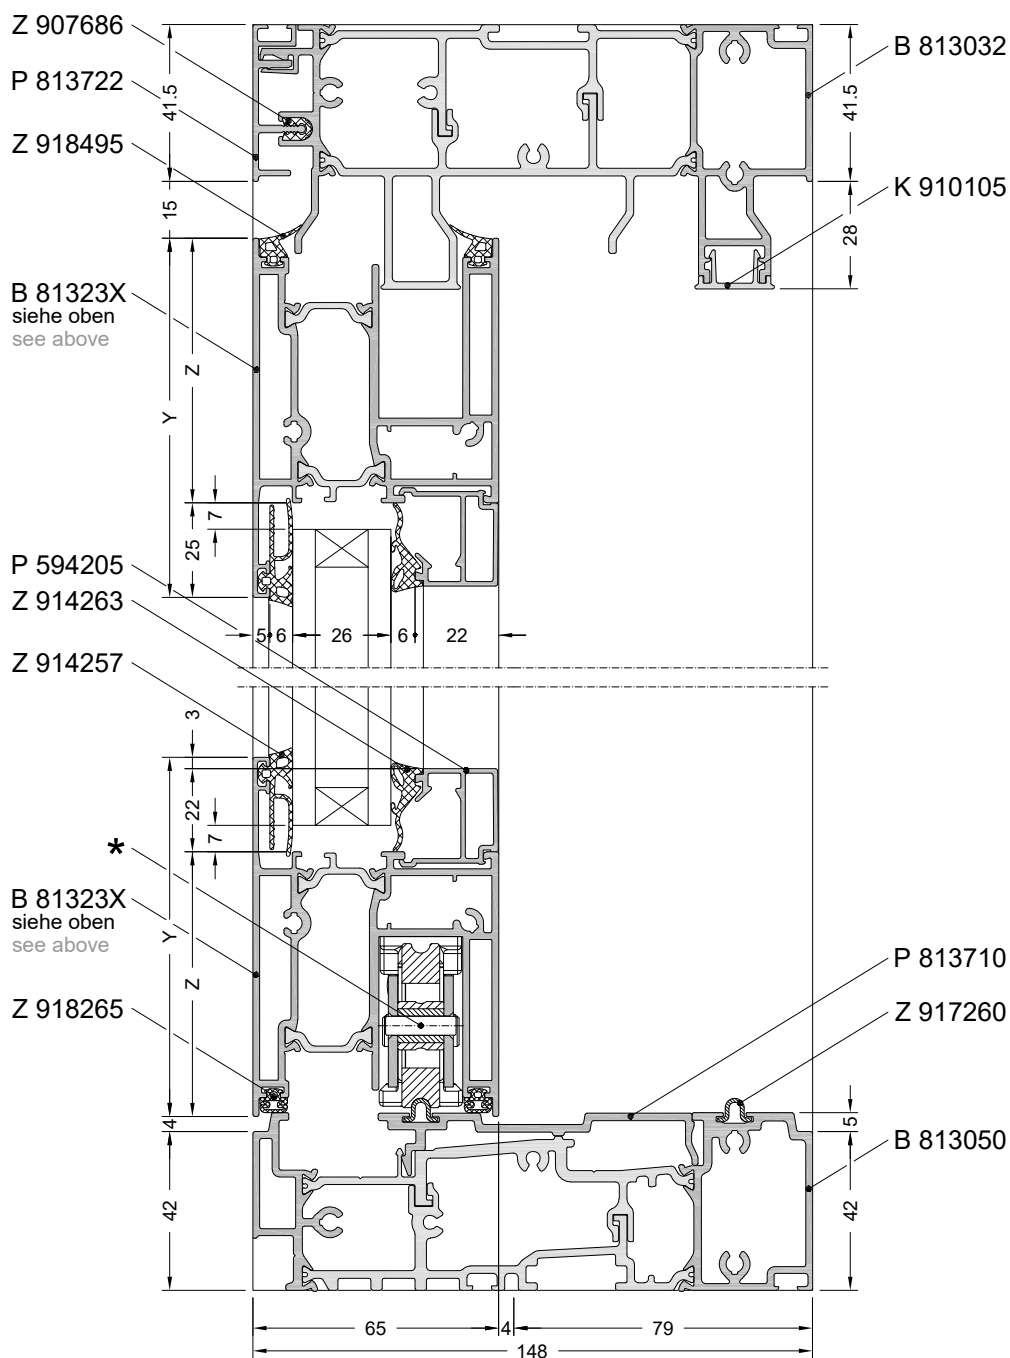 Z 907686
P 813722
Z 918495
B 813032
K 910105
41.5
15
41.5
28
B 81323X
siehe oben
see above
Z
Y
7
25
P 594205
Z 914263
Z 914257
5
6
26
6
22
3
22
7
*
B 81323X
siehe oben
see above
Y
Z
Z 918265
P 813710
Z 917260
B 813050
4
42
5
42
65
4
79
148